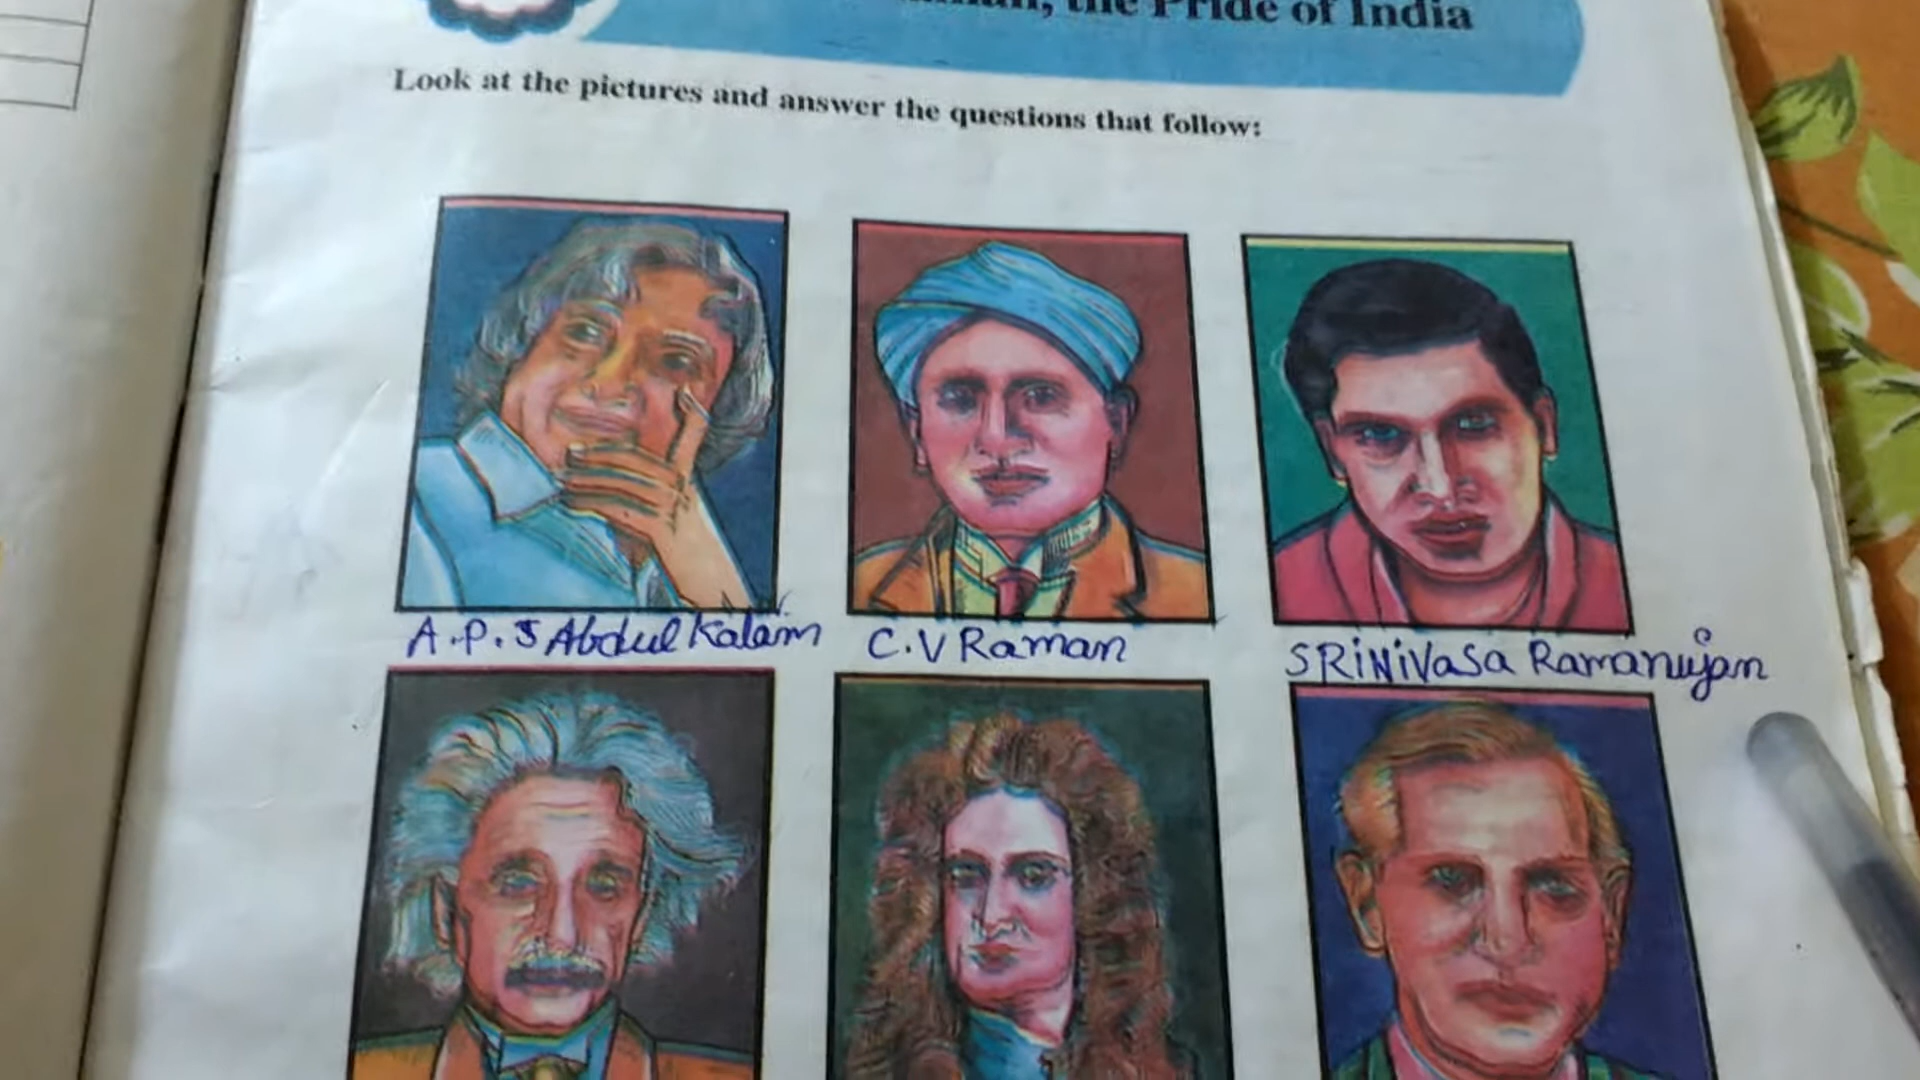 the Pride of India
Look at the pictures and answer the questions that follow:
A.P.J Abdul Kalam
C.V Raman
SRiNiVaSa Ramanujan